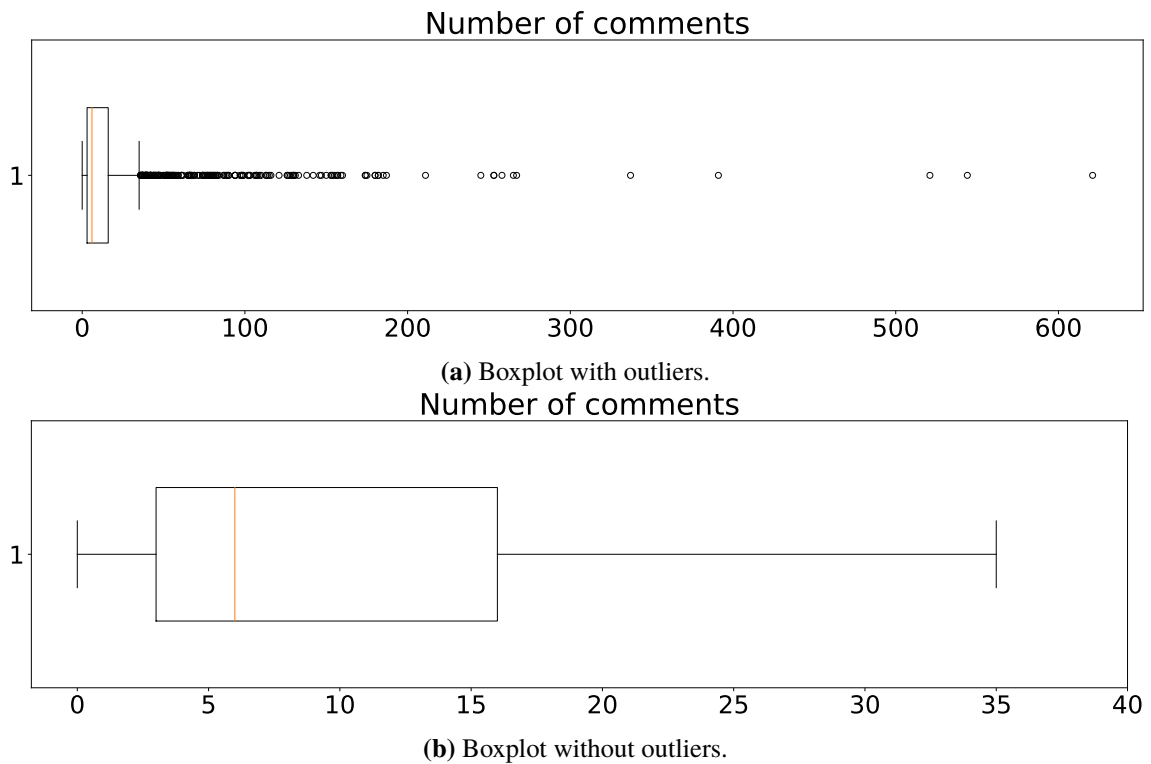 Number of comments
1
0 100 200 300 400 500 600
(a) Boxplot with outliers.
Number of comments
1
0 5 10 15 20 25 30 35 40
(b) Boxplot without outliers.